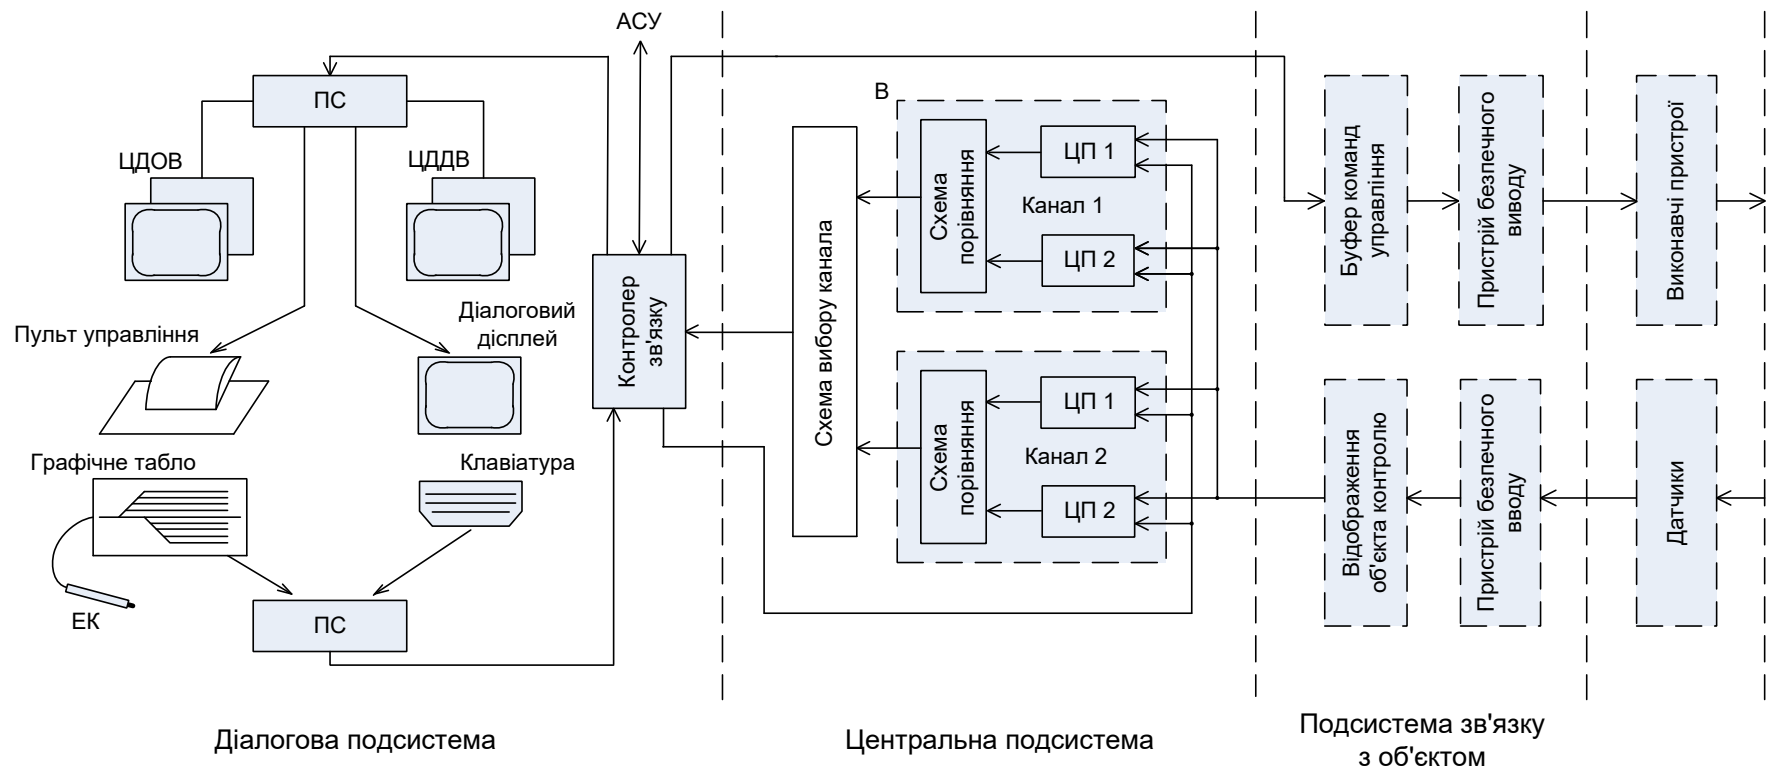 АСУ
ПС
ЦДОВ
ЦДДВ
Пульт управління
Діалоговий
дісплей
Графічне табло
Клавіатура
ЕК
ПС
Контролер
зв'язку
Схема вибору канала
В
Схема
порівняння
ЦП 1
Канал 1
ЦП 2
Схема
порівняння
ЦП 1
Канал 2
ЦП 2
Буфер команд
управління
Пристрій безпечного
виводу
Виконавчі пристрої
Відображення
об'єкта контролю
Пристрій безпечного
вводу
Датчики
Діалогова подсистема
Центральна подсистема
Подсистема зв'язку
з об'єктом